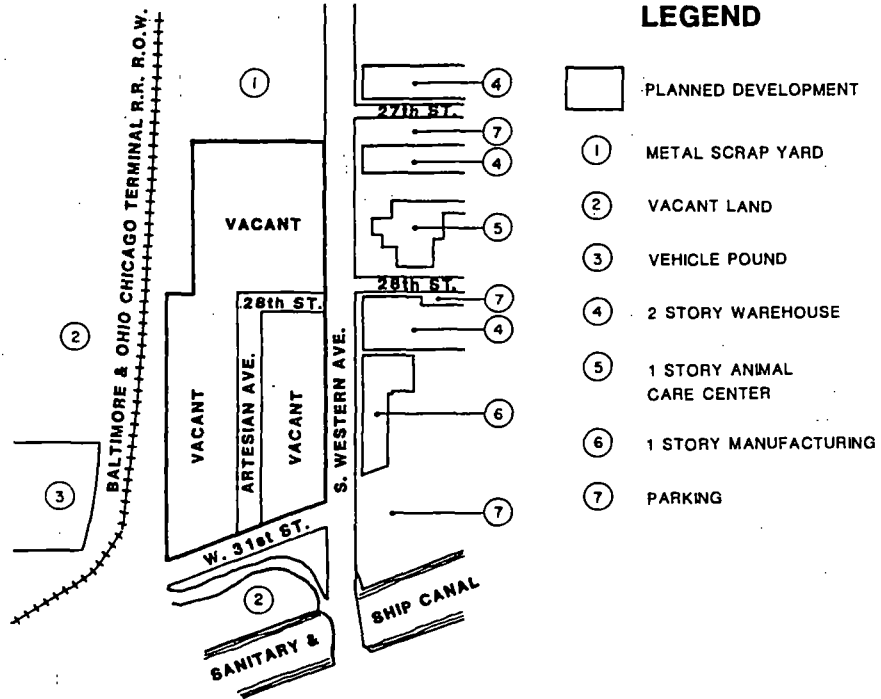 LEGEND
PLANNED DEVELOPMENT
1 METAL SCRAP YARD
2 VACANT LAND
3 VEHICLE POUND
4 2 STORY WAREHOUSE
5 1 STORY ANIMAL
CARE CENTER
6 1 STORY MANUFACTURING
7 PARKING
BALTIMORE & OHIO CHICAGO TERMINAL R.R. R.O.W.
1
4
27th ST.
7
4
VACANT
5
28th ST.
28th ST.
7
2
4
VACANT
ARTESIAN AVE.
VACANT
S. WESTERN AVE.
6
3
7
W. 31st ST.
2
SANITARY &
SHIP CANAL